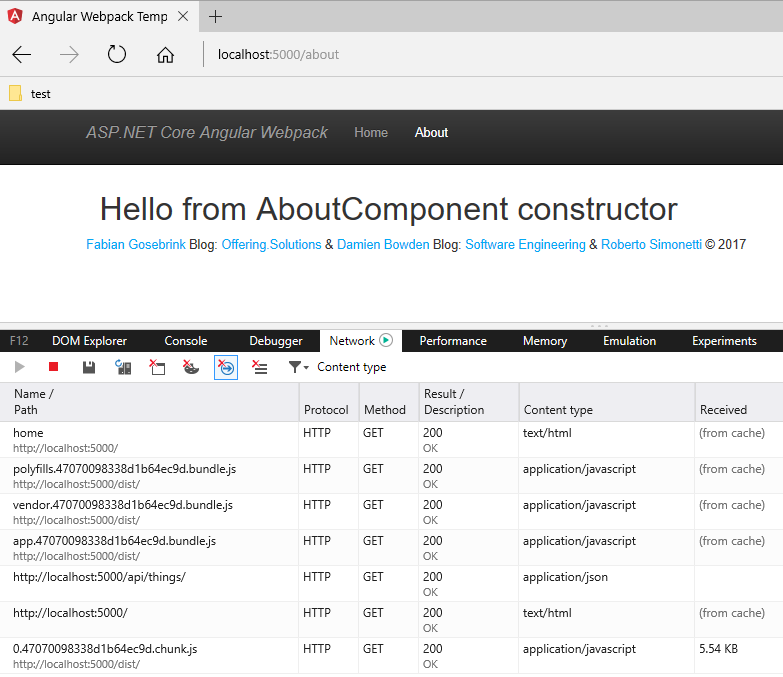 Angular Webpack Temp
localhost:5000/about
test
ASP.NET Core Angular Webpack Home About
Hello from AboutComponent constructor
Fabian Gosebrink Blog: Offering.Solutions & Damien Bowden Blog: Software Engineering & Roberto Simonetti © 2017
F12 DOM Explorer Console Debugger Network Performance Memory Emulation Experiments
Content type
Name / Result /
Path Protocol Method Description Content type Received
home HTTP GET 200 text/html (from cache)
http://localhost:5000/ OK
polyfills.47070098338d1b64ec9d.bundle.js HTTP GET 200 application/javascript (from cache)
http://localhost:5000/dist/ OK
vendor.47070098338d1b64ec9d.bundle.js HTTP GET 200 application/javascript (from cache)
http://localhost:5000/dist/ OK
app.47070098338d1b64ec9d.bundle.js HTTP GET 200 application/javascript (from cache)
http://localhost:5000/dist/ OK
http://localhost:5000/api/things/ HTTP GET 200 application/json
OK
http://localhost:5000/ HTTP GET 200 text/html (from cache)
OK
0.47070098338d1b64ec9d.chunk.js HTTP GET 200 application/javascript 5.54 KB
http://localhost:5000/dist/ OK